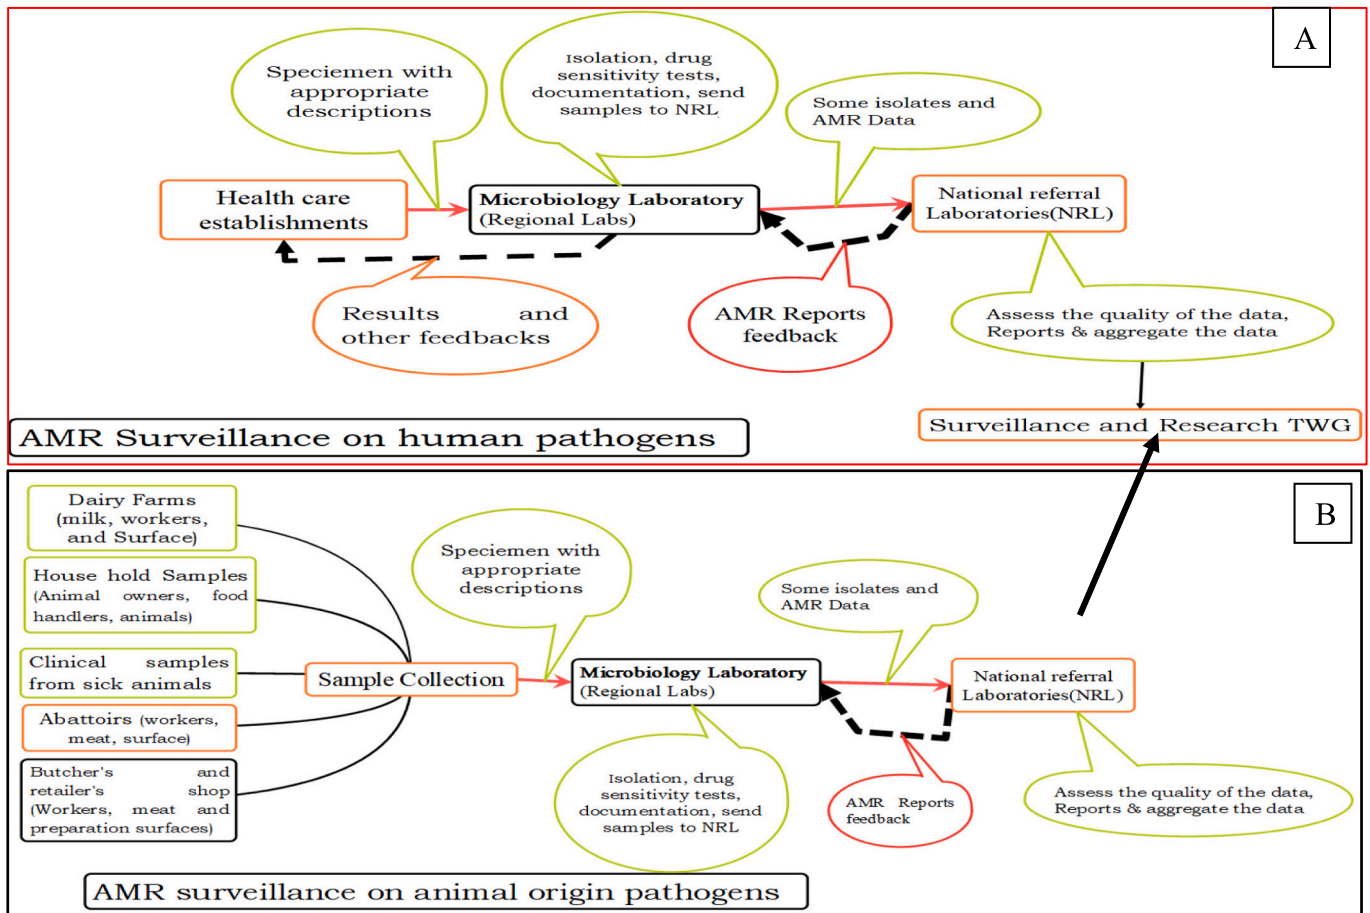 A
Speciemen with
appropriate
descriptions
Isolation, drug
sensitivity tests,
documentation, send
samples to NRL
Some isolates and
AMR Data
Health care
establishments
Microbiology Laboratory
(Regional Labs)
National referral
Laboratories(NRL)
Results and
other feedbacks
AMR Reports
feedback
Assess the quality of the data,
Reports & aggregate the data
Surveillance and Research TWG
AMR Surveillance on human pathogens
B
Dairy Farms
(milk, workers,
and Surface)
House hold Samples
(Animal owners, food
handlers, animals)
Clinical samples
from sick animals
Abattoirs (workers,
meat, surface)
Butcher's and
retailer's shop
(Workers, meat and
preparation surfaces)
Sample Collection
Speciemen with
appropriate
descriptions
Microbiology Laboratory
(Regional Labs)
Some isolates and
AMR Data
National referral
Laboratories(NRL)
Isolation, drug
sensitivity tests,
documentation, send
samples to NRL
AMR Reports
feedback
Assess the quality of the data,
Reports & aggregate the data
AMR surveillance on animal origin pathogens